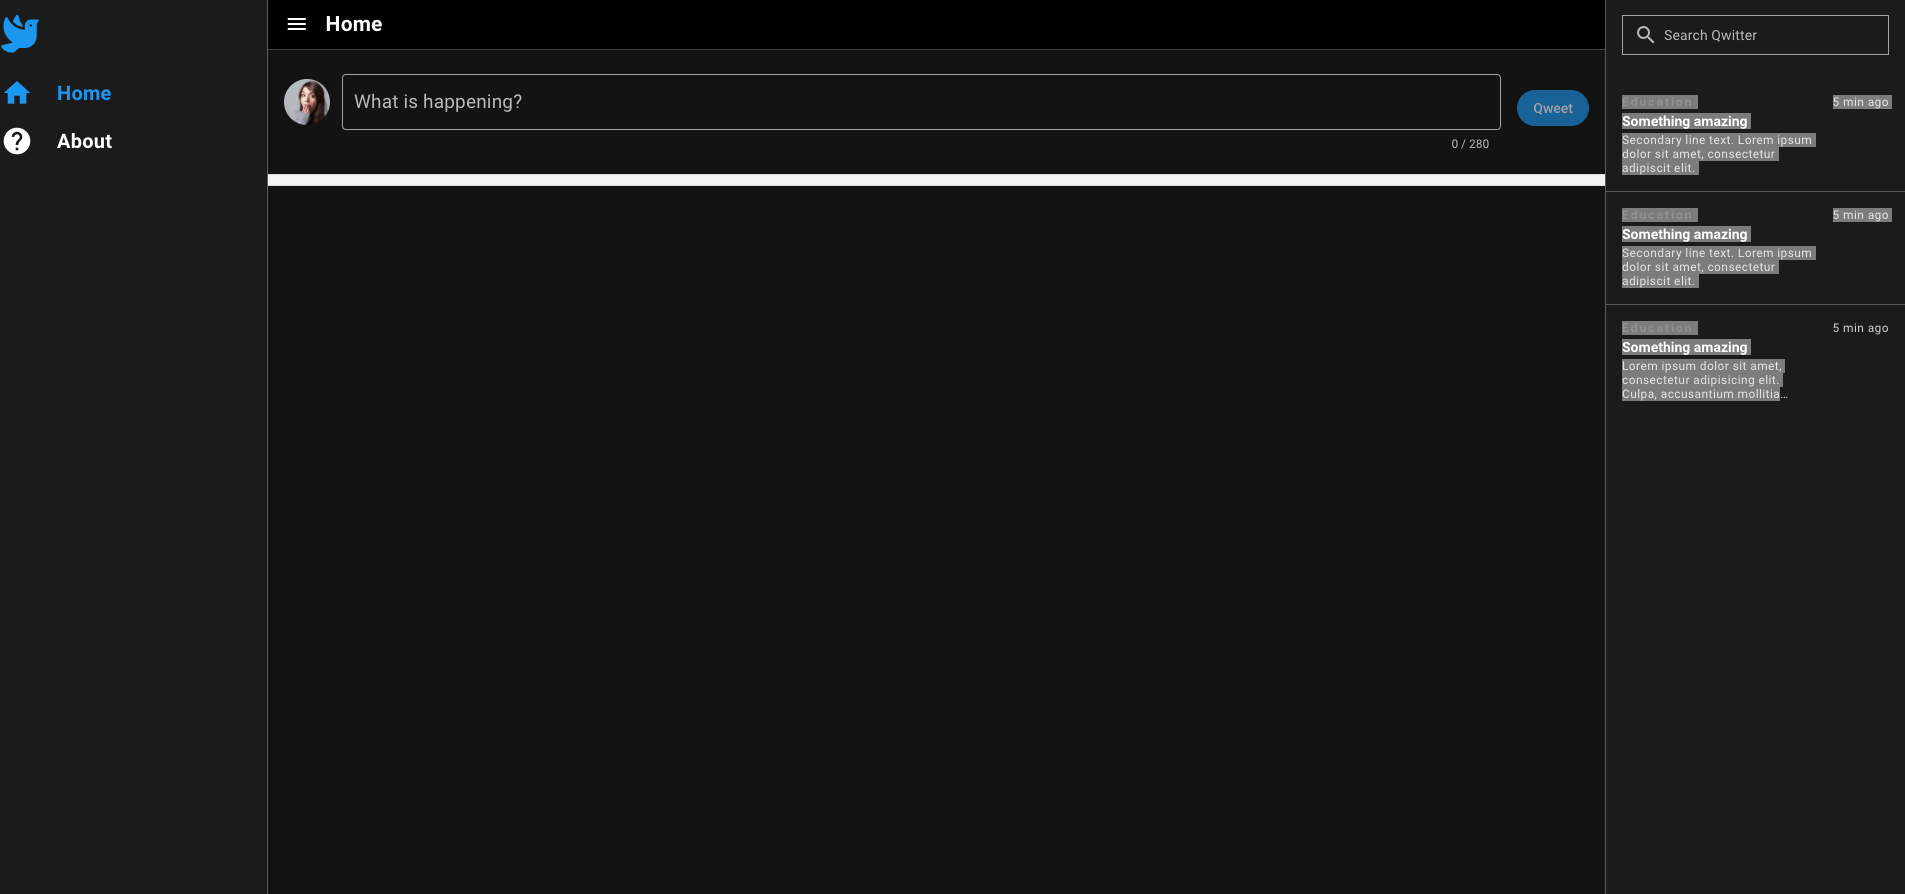 Home
About
Home
What is happening?
Qweet
0 / 280
Search Qwitter
Education
5 min ago
Something amazing
Secondary line text. Lorem ipsum
dolor sit amet, consectetur
adipiscit elit.
Education
5 min ago
Something amazing
Secondary line text. Lorem ipsum
dolor sit amet, consectetur
adipiscit elit.
Education
5 min ago
Something amazing
Lorem ipsum dolor sit amet,
consectetur adipisicing elit.
Culpa, accusantium mollitia…